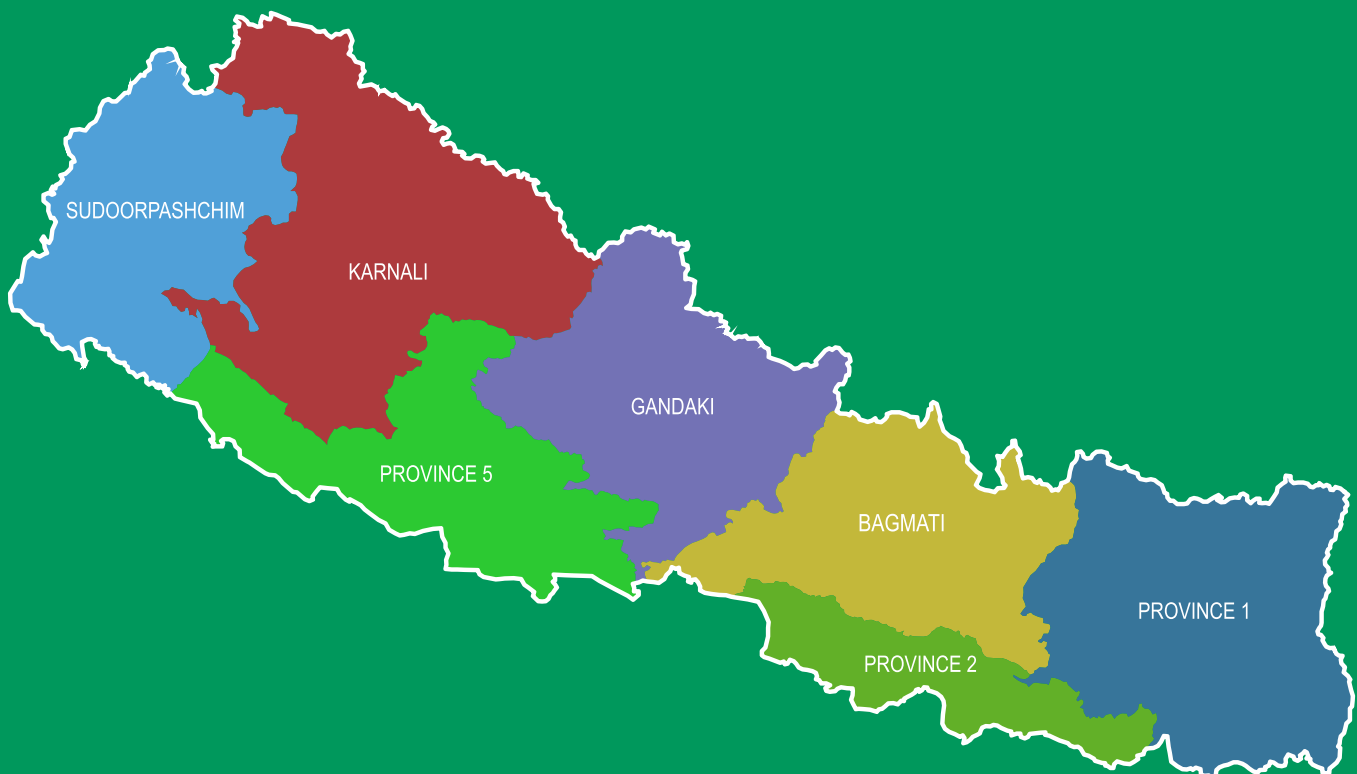 SUDOORPASHCHIM
KARNALI
GANDAKI
PROVINCE 5
BAGMATI
PROVINCE 1
PROVINCE 2